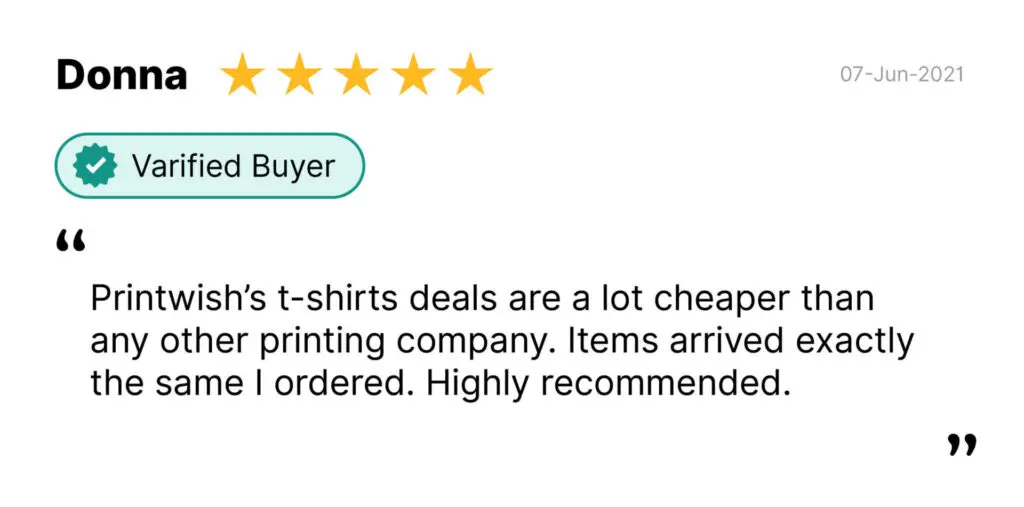 Donna
07-Jun-2021
Varified Buyer
“
Printwish’s t-shirts deals are a lot cheaper than
any other printing company. Items arrived exactly
the same I ordered. Highly recommended.
”